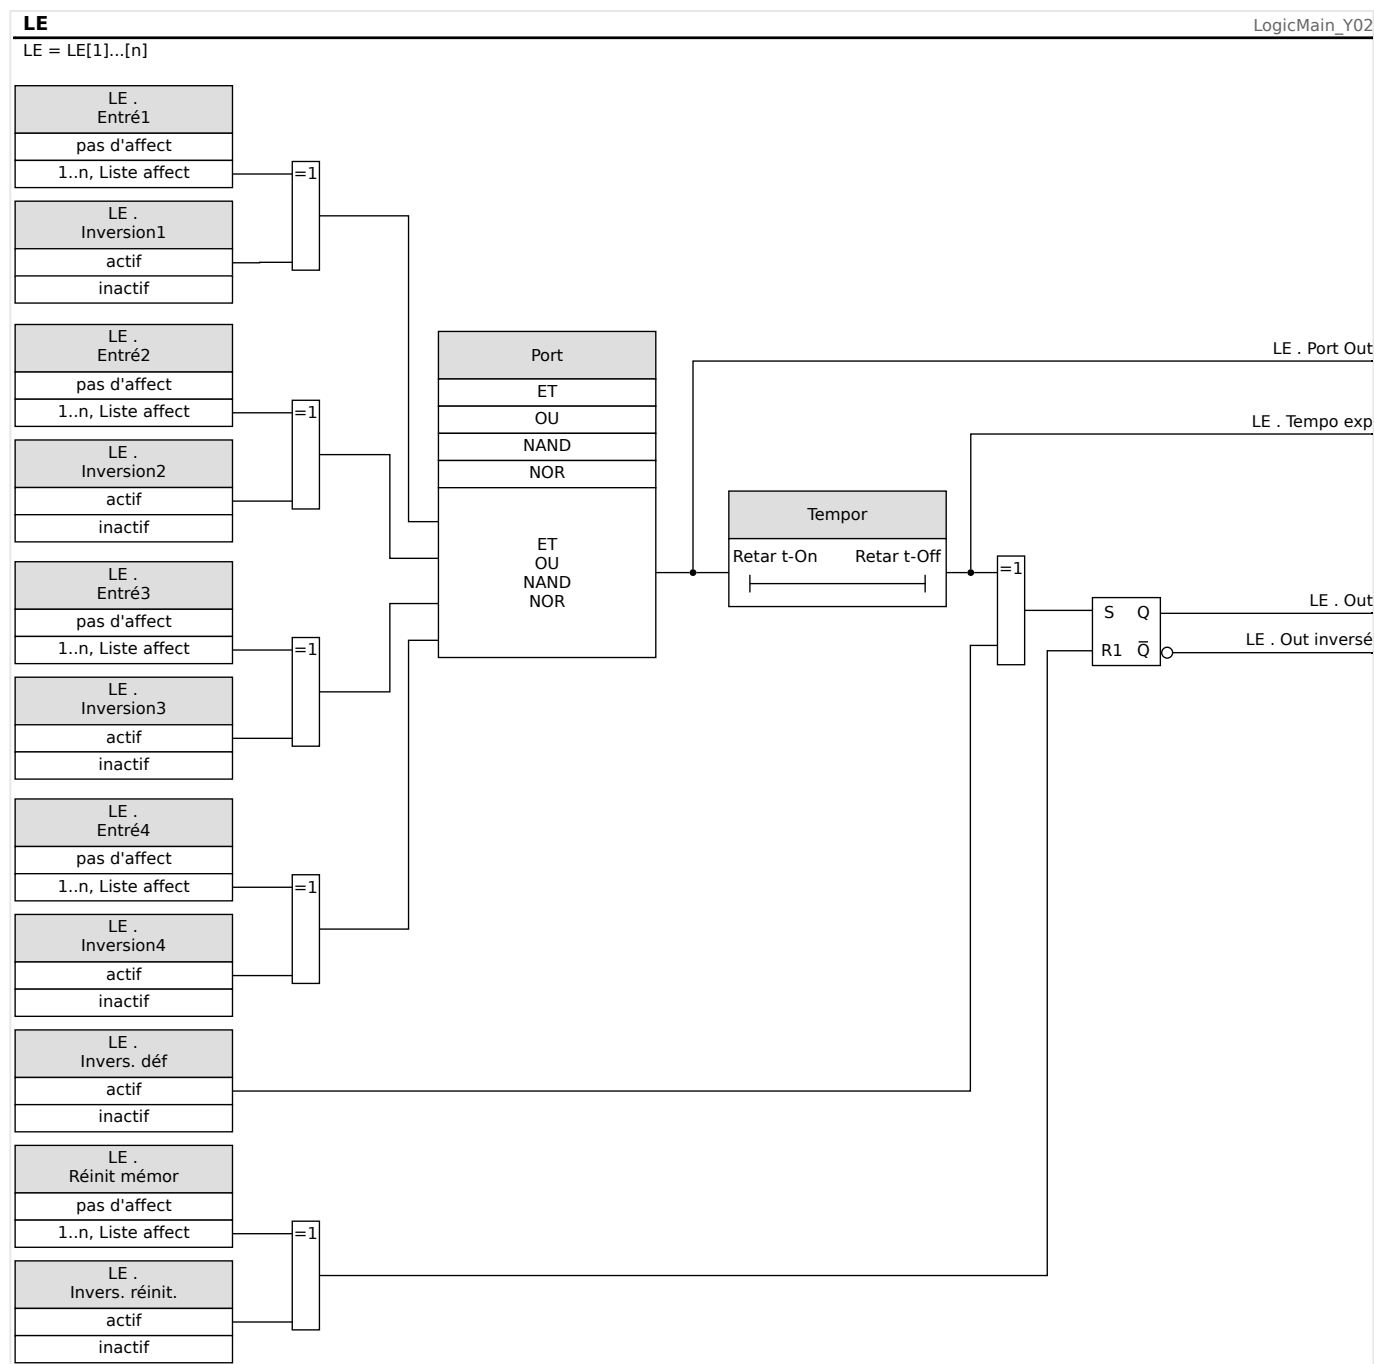 LE
LogicMain_Y02
LE = LE[1]...[n]
LE .
Entré1
pas d'affect
1..n, Liste affect
=1
LE .
Inversion1
actif
inactif
LE .
Entré2
pas d'affect
1..n, Liste affect
=1
LE .
Inversion2
actif
inactif
LE .
Entré3
pas d'affect
1..n, Liste affect
=1
LE .
Inversion3
actif
inactif
LE .
Entré4
pas d'affect
1..n, Liste affect
=1
LE .
Inversion4
actif
inactif
LE .
Invers. déf
actif
inactif
LE .
Réinit mémor
pas d'affect
1..n, Liste affect
=1
LE .
Invers. réinit.
actif
inactif
Port
ET
OU
NAND
NOR
ET
OU
NAND
NOR
Tempor
Retar t-On Retar t-Off
=1
S Q
R1 Q̅
LE . Port Out
LE . Tempo exp
LE . Out
LE . Out inversé